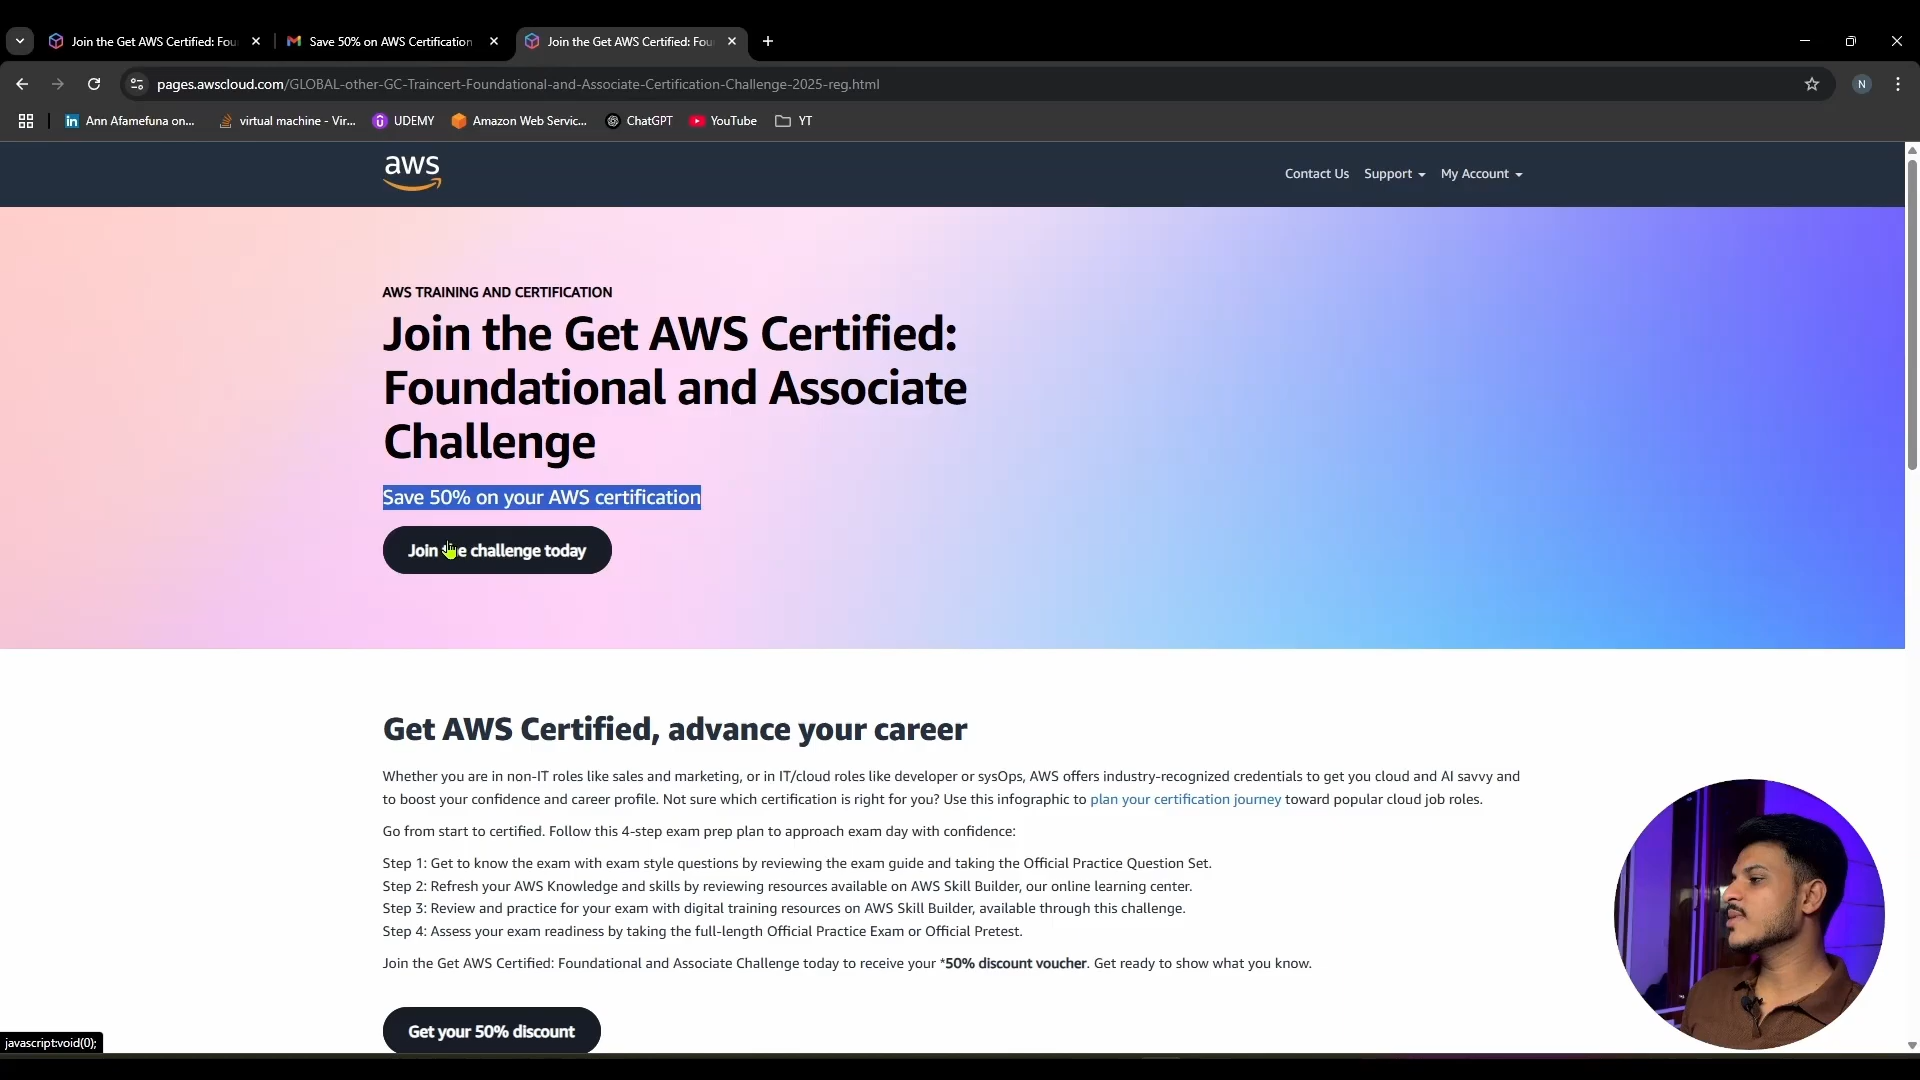 Join the Get AWS Certified: Fou
Save 50% on AWS Certification
Join the Get AWS Certified: Fou
pages.awscloud.com/GLOBAL-other-GC-Traincert-Foundational-and-Associate-Certification-Challenge-2025-reg.html
N
in Ann Afamefuna on...
virtual machine - Vir...
UDEMY
Amazon Web Servic...
ChatGPT
YouTube
YT
aws
Contact Us
Support
My Account
AWS TRAINING AND CERTIFICATION
Join the Get AWS Certified:
Foundational and Associate
Challenge
Save 50% on your AWS certification
Join the challenge today
Get AWS Certified, advance your career
Whether you are in non-IT roles like sales and marketing, or in IT/cloud roles like developer or sysOps, AWS offers industry-recognized credentials to get you cloud and AI savvy and
to boost your confidence and career profile. Not sure which certification is right for you? Use this infographic to plan your certification journey toward popular cloud job roles.
Go from start to certified. Follow this 4-step exam prep plan to approach exam day with confidence:
Step 1: Get to know the exam with exam style questions by reviewing the exam guide and taking the Official Practice Question Set.
Step 2: Refresh your AWS Knowledge and skills by reviewing resources available on AWS Skill Builder, our online learning center.
Step 3: Review and practice for your exam with digital training resources on AWS Skill Builder, available through this challenge.
Step 4: Assess your exam readiness by taking the full-length Official Practice Exam or Official Pretest.
Join the Get AWS Certified: Foundational and Associate Challenge today to receive your *50% discount voucher. Get ready to show what you know.
Get your 50% discount
javascript:void(0);